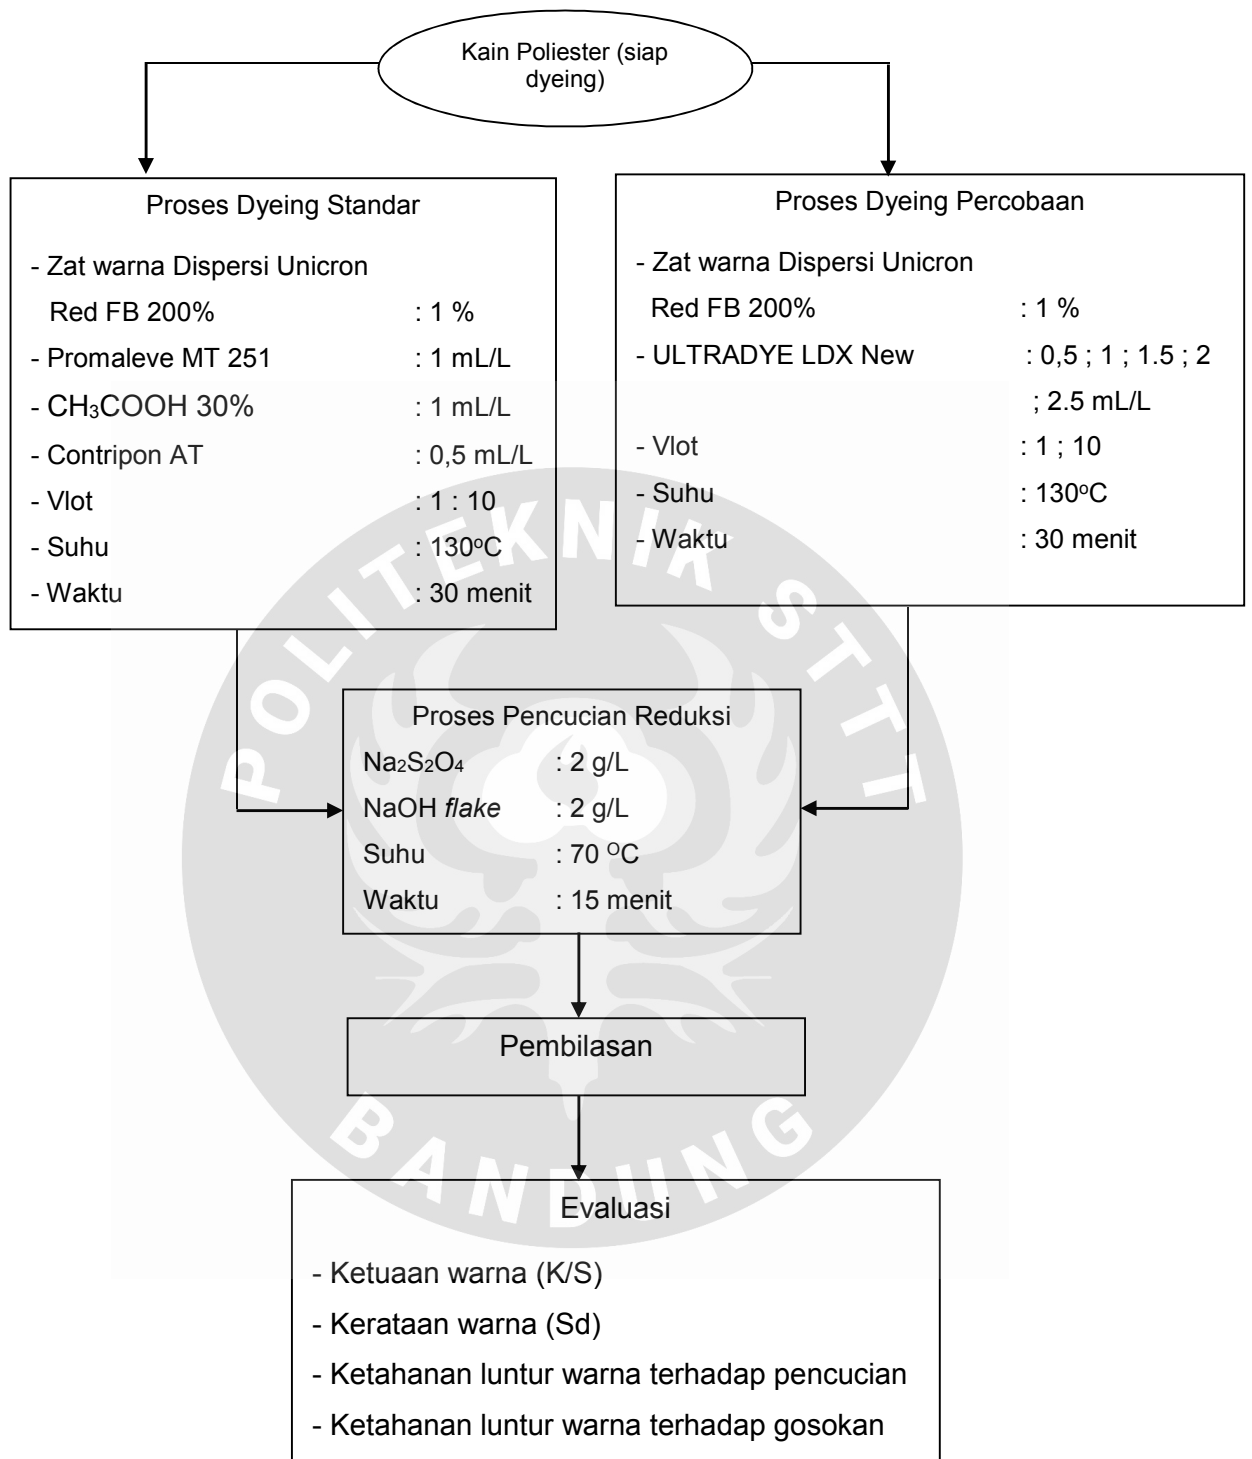 Kain Poliester (siap
dyeing)
Proses Dyeing Standar
- Zat warna Dispersi Unicron
Red FB 200% : 1 %
- Promaleve MT 251 : 1 mL/L
- CH₃COOH 30% : 1 mL/L
- Contripon AT : 0,5 mL/L
- Vlot : 1 : 10
- Suhu : 130°C
- Waktu : 30 menit
Proses Dyeing Percobaan
- Zat warna Dispersi Unicron
Red FB 200% : 1 %
- ULTRADYE LDX New : 0,5 ; 1 ; 1.5 ; 2
; 2.5 mL/L
- Vlot : 1 ; 10
- Suhu : 130°C
- Waktu : 30 menit
Proses Pencucian Reduksi
Na₂S₂O₄ : 2 g/L
NaOH flake : 2 g/L
Suhu : 70 °C
Waktu : 15 menit
Pembilasan
Evaluasi
- Ketuaan warna (K/S)
- Kerataan warna (Sd)
- Ketahanan luntur warna terhadap pencucian
- Ketahanan luntur warna terhadap gosokan
POLITEKNIK STTT
BANDUNG